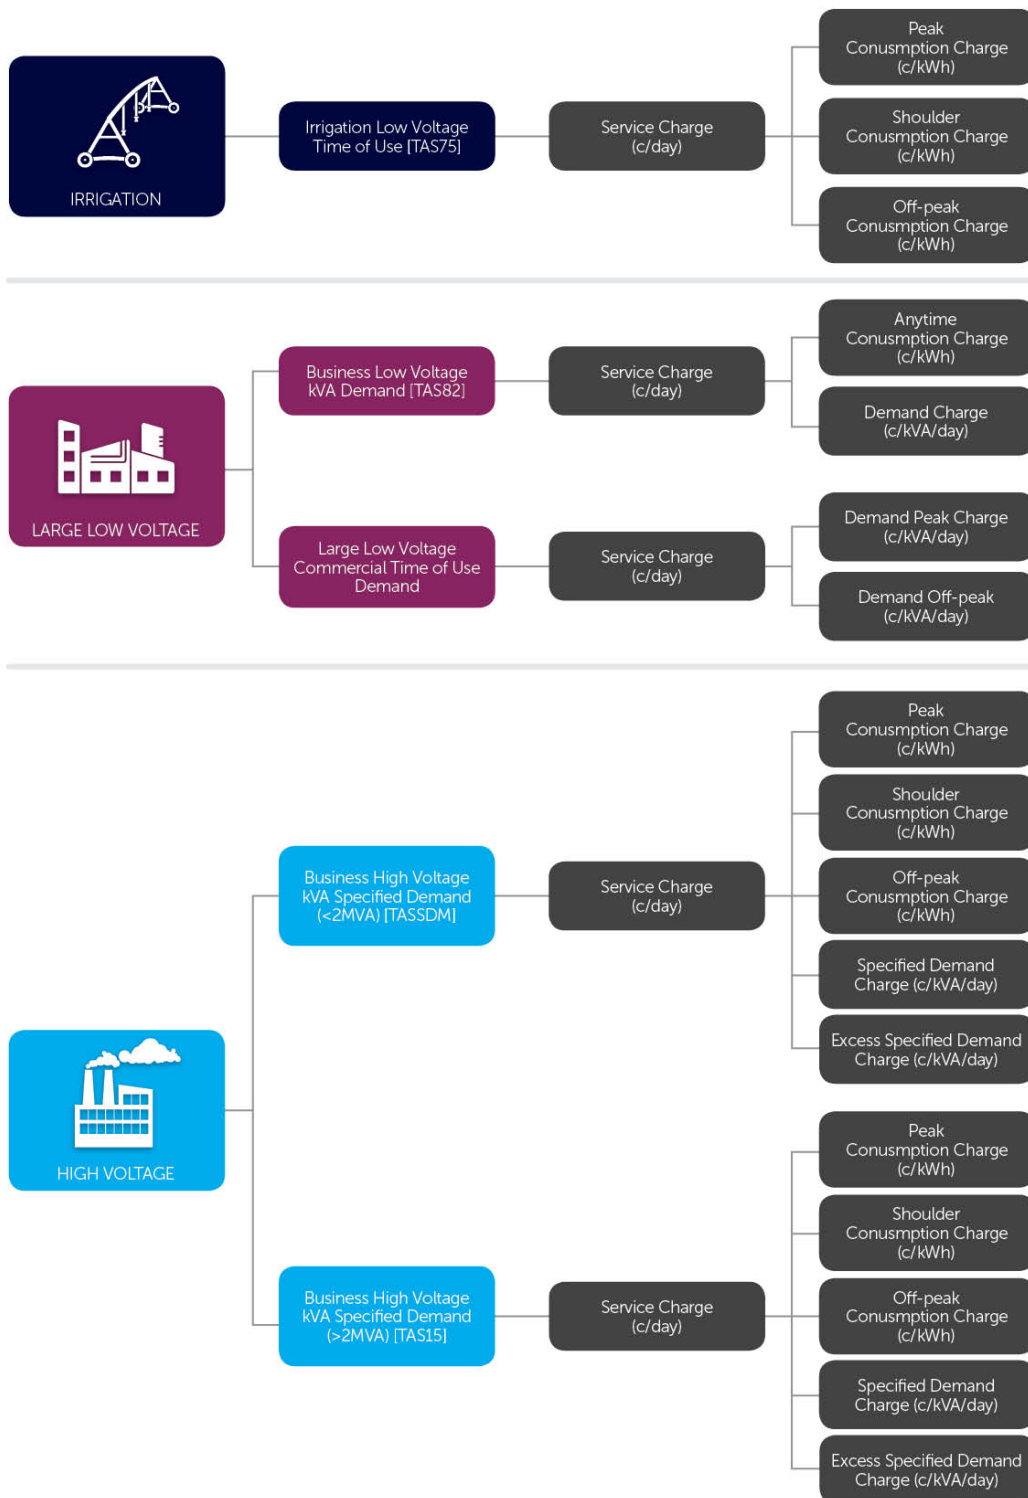 IRRIGATION
Irrigation Low Voltage
Time of Use [TAS75]
Service Charge
(c/day)
Peak
Conusmption Charge
(c/kWh)
Shoulder
Conusmption Charge
(c/kWh)
Off-peak
Conusmption Charge
(c/kWh)
LARGE LOW VOLTAGE
Business Low Voltage
kVA Demand [TAS82]
Service Charge
(c/day)
Anytime
Conusmption Charge
(c/kWh)
Demand Charge
(c/kVA/day)
Large Low Voltage
Commercial Time of Use
Demand
Service Charge
(c/day)
Demand Peak Charge
(c/kVA/day)
Demand Off-peak
(c/kVA/day)
HIGH VOLTAGE
Business High Voltage
kVA Specified Demand
(<2MVA) [TASSDM]
Service Charge
(c/day)
Peak
Conusmption Charge
(c/kWh)
Shoulder
Conusmption Charge
(c/kWh)
Off-peak
Conusmption Charge
(c/kWh)
Specified Demand
Charge (c/kVA/day)
Excess Specified Demand
Charge (c/kVA/day)
Business High Voltage
kVA Specified Demand
(>2MVA) [TAS15]
Service Charge
(c/day)
Peak
Conusmption Charge
(c/kWh)
Shoulder
Conusmption Charge
(c/kWh)
Off-peak
Conusmption Charge
(c/kWh)
Specified Demand
Charge (c/kVA/day)
Excess Specified Demand
Charge (c/kVA/day)